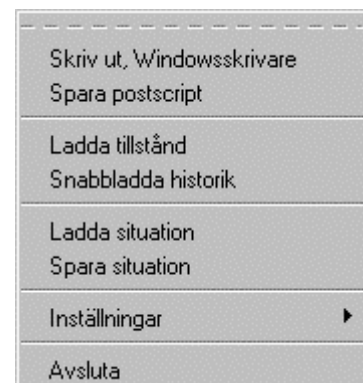 Skriv ut, Windowsskrivare
Spara postscript
Ladda tillstånd
Snabbladda historik
Ladda situation
Spara situation
Inställningar
Avsluta